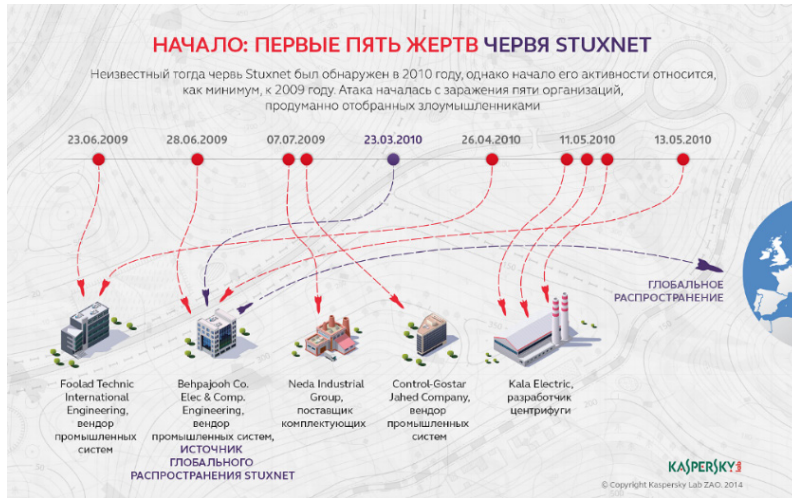 НАЧАЛО: ПЕРВЫЕ ПЯТЬ ЖЕРТВ ЧЕРВЯ STUXNET
Неизвестный тогда червь Stuxnet был обнаружен в 2010 году, однако начало его активности относится,
как минимум, к 2009 году. Атака началась с заражения пяти организаций,
продуманно отобранных злоумышленниками
23.06.2009 28.06.2009 07.07.2009 23.03.2010 26.04.2010 11.05.2010 13.05.2010
ГЛОБАЛЬНОЕ
РАСПРОСТРАНЕНИЕ
Foolad Technic
International
Engineering,
вендор
промышленных
систем
Behpajooh Co.
Elec & Comp.
Engineering,
вендор
промышленных систем,
ИСТОЧНИК
ГЛОБАЛЬНОГО
РАСПРОСТРАНЕНИЯ STUXNET
Neda Industrial
Group,
поставщик
комплектующих
Control-Gostar
Jahed Company,
вендор
промышленных
систем
Kala Electric,
разработчик
центрифуги
KASPERSKY lab
© Copyright Kaspersky Lab ZAO. 2014